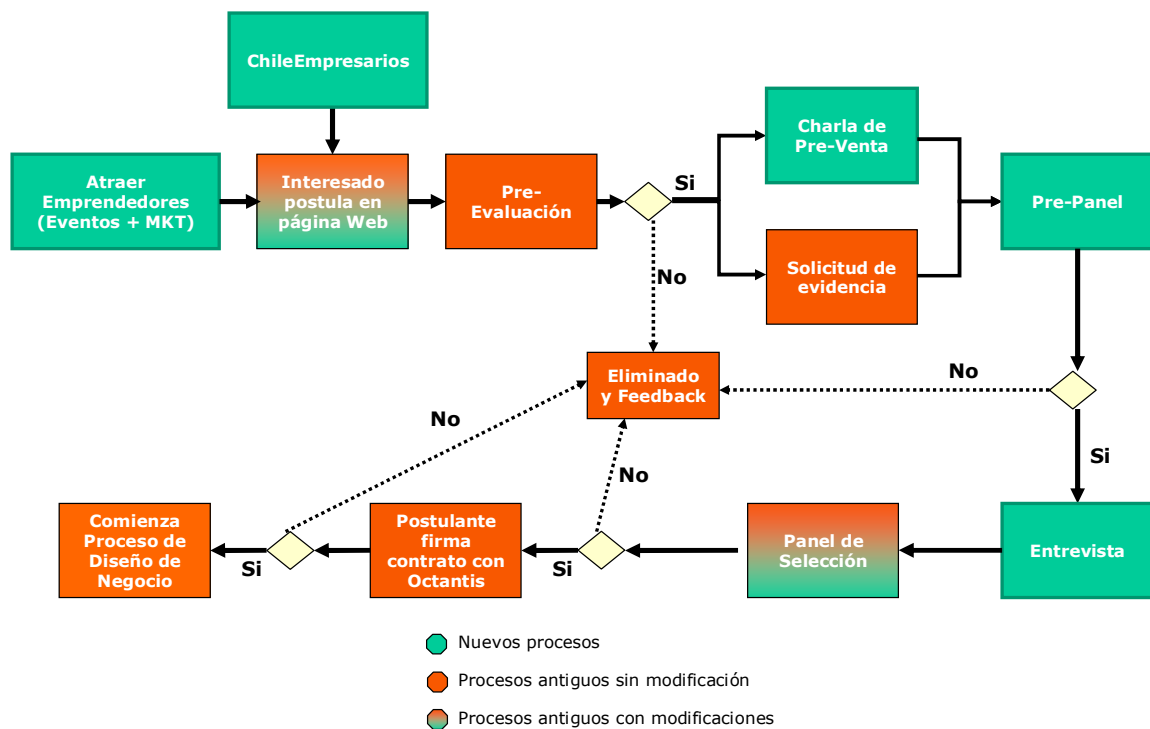 ChileEmpresarios
Atraer
Emprendedores
(Eventos + MKT)
Interesado
postula en
página Web
Pre-
Evaluación
Si
No
Charla de
Pre-Venta
Solicitud de
evidencia
Pre-Panel
Eliminado
y Feedback
No
No
No
Si
Comienza
Proceso de
Diseño de
Negocio
Si
Postulante
firma
contrato con
Octantis
Si
Panel de
Selección
Entrevista
Nuevos procesos
Procesos antiguos sin modificación
Procesos antiguos con modificaciones